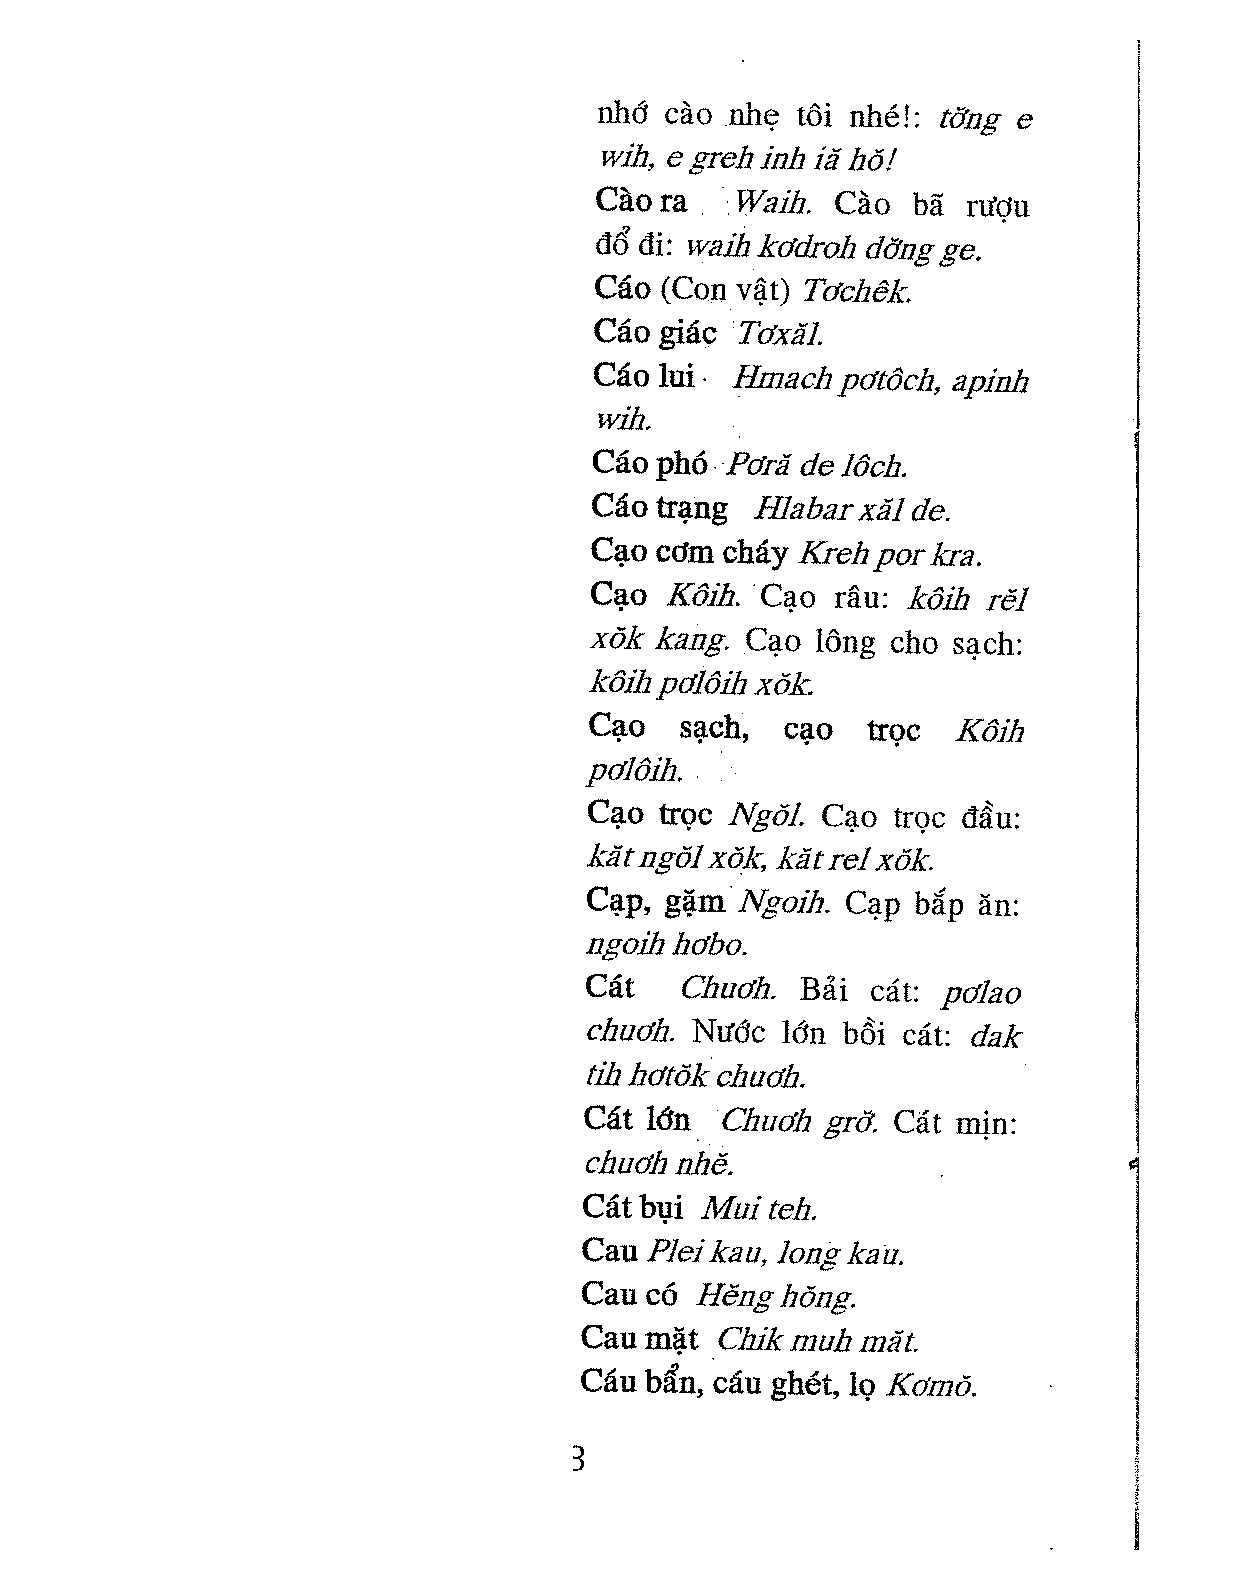 nhớ cào nhẹ tôi nhé!: tơ̆ng e
wih, e greh inh iă hŏ!
Cào ra Waih. Cào bã rượu
đổ đi: waih kơdroh dơ̆ng ge.
Cáo (Con vật) Tơchêk.
Cáo giác Tơxăl.
Cáo lui Hmach pơtôch, apinh
wih.
Cáo phó Pơră de lôch.
Cáo trạng Hlabar xăl de.
Cạo cơm cháy Kreh por kra.
Cạo Kôih. Cạo râu: kôih rĕl
xŏk kang. Cạo lông cho sạch:
kôih pơlôih xŏk.
Cạo sạch, cạo trọc Kôih
pơlôih.
Cạo trọc Ngŏl. Cạo trọc đầu:
kăt ngŏl xŏk, kăt rel xŏk.
Cạp, gặm Ngoih. Cạp bắp ăn:
ngoih hơbo.
Cát Chuơh. Bải cát: pơlao
chuơh. Nước lớn bồi cát: dak
tih hơtŏk chuơh.
Cát lớn Chuơh grơ̆. Cát mịn:
chuơh nhĕ.
Cát bụi Mui teh.
Cau Plei kau, long kau.
Cau có Hĕng hŏng.
Cau mặt Chik muh măt.
Cáu bẩn, cáu ghét, lọ Kơmŏ.
3